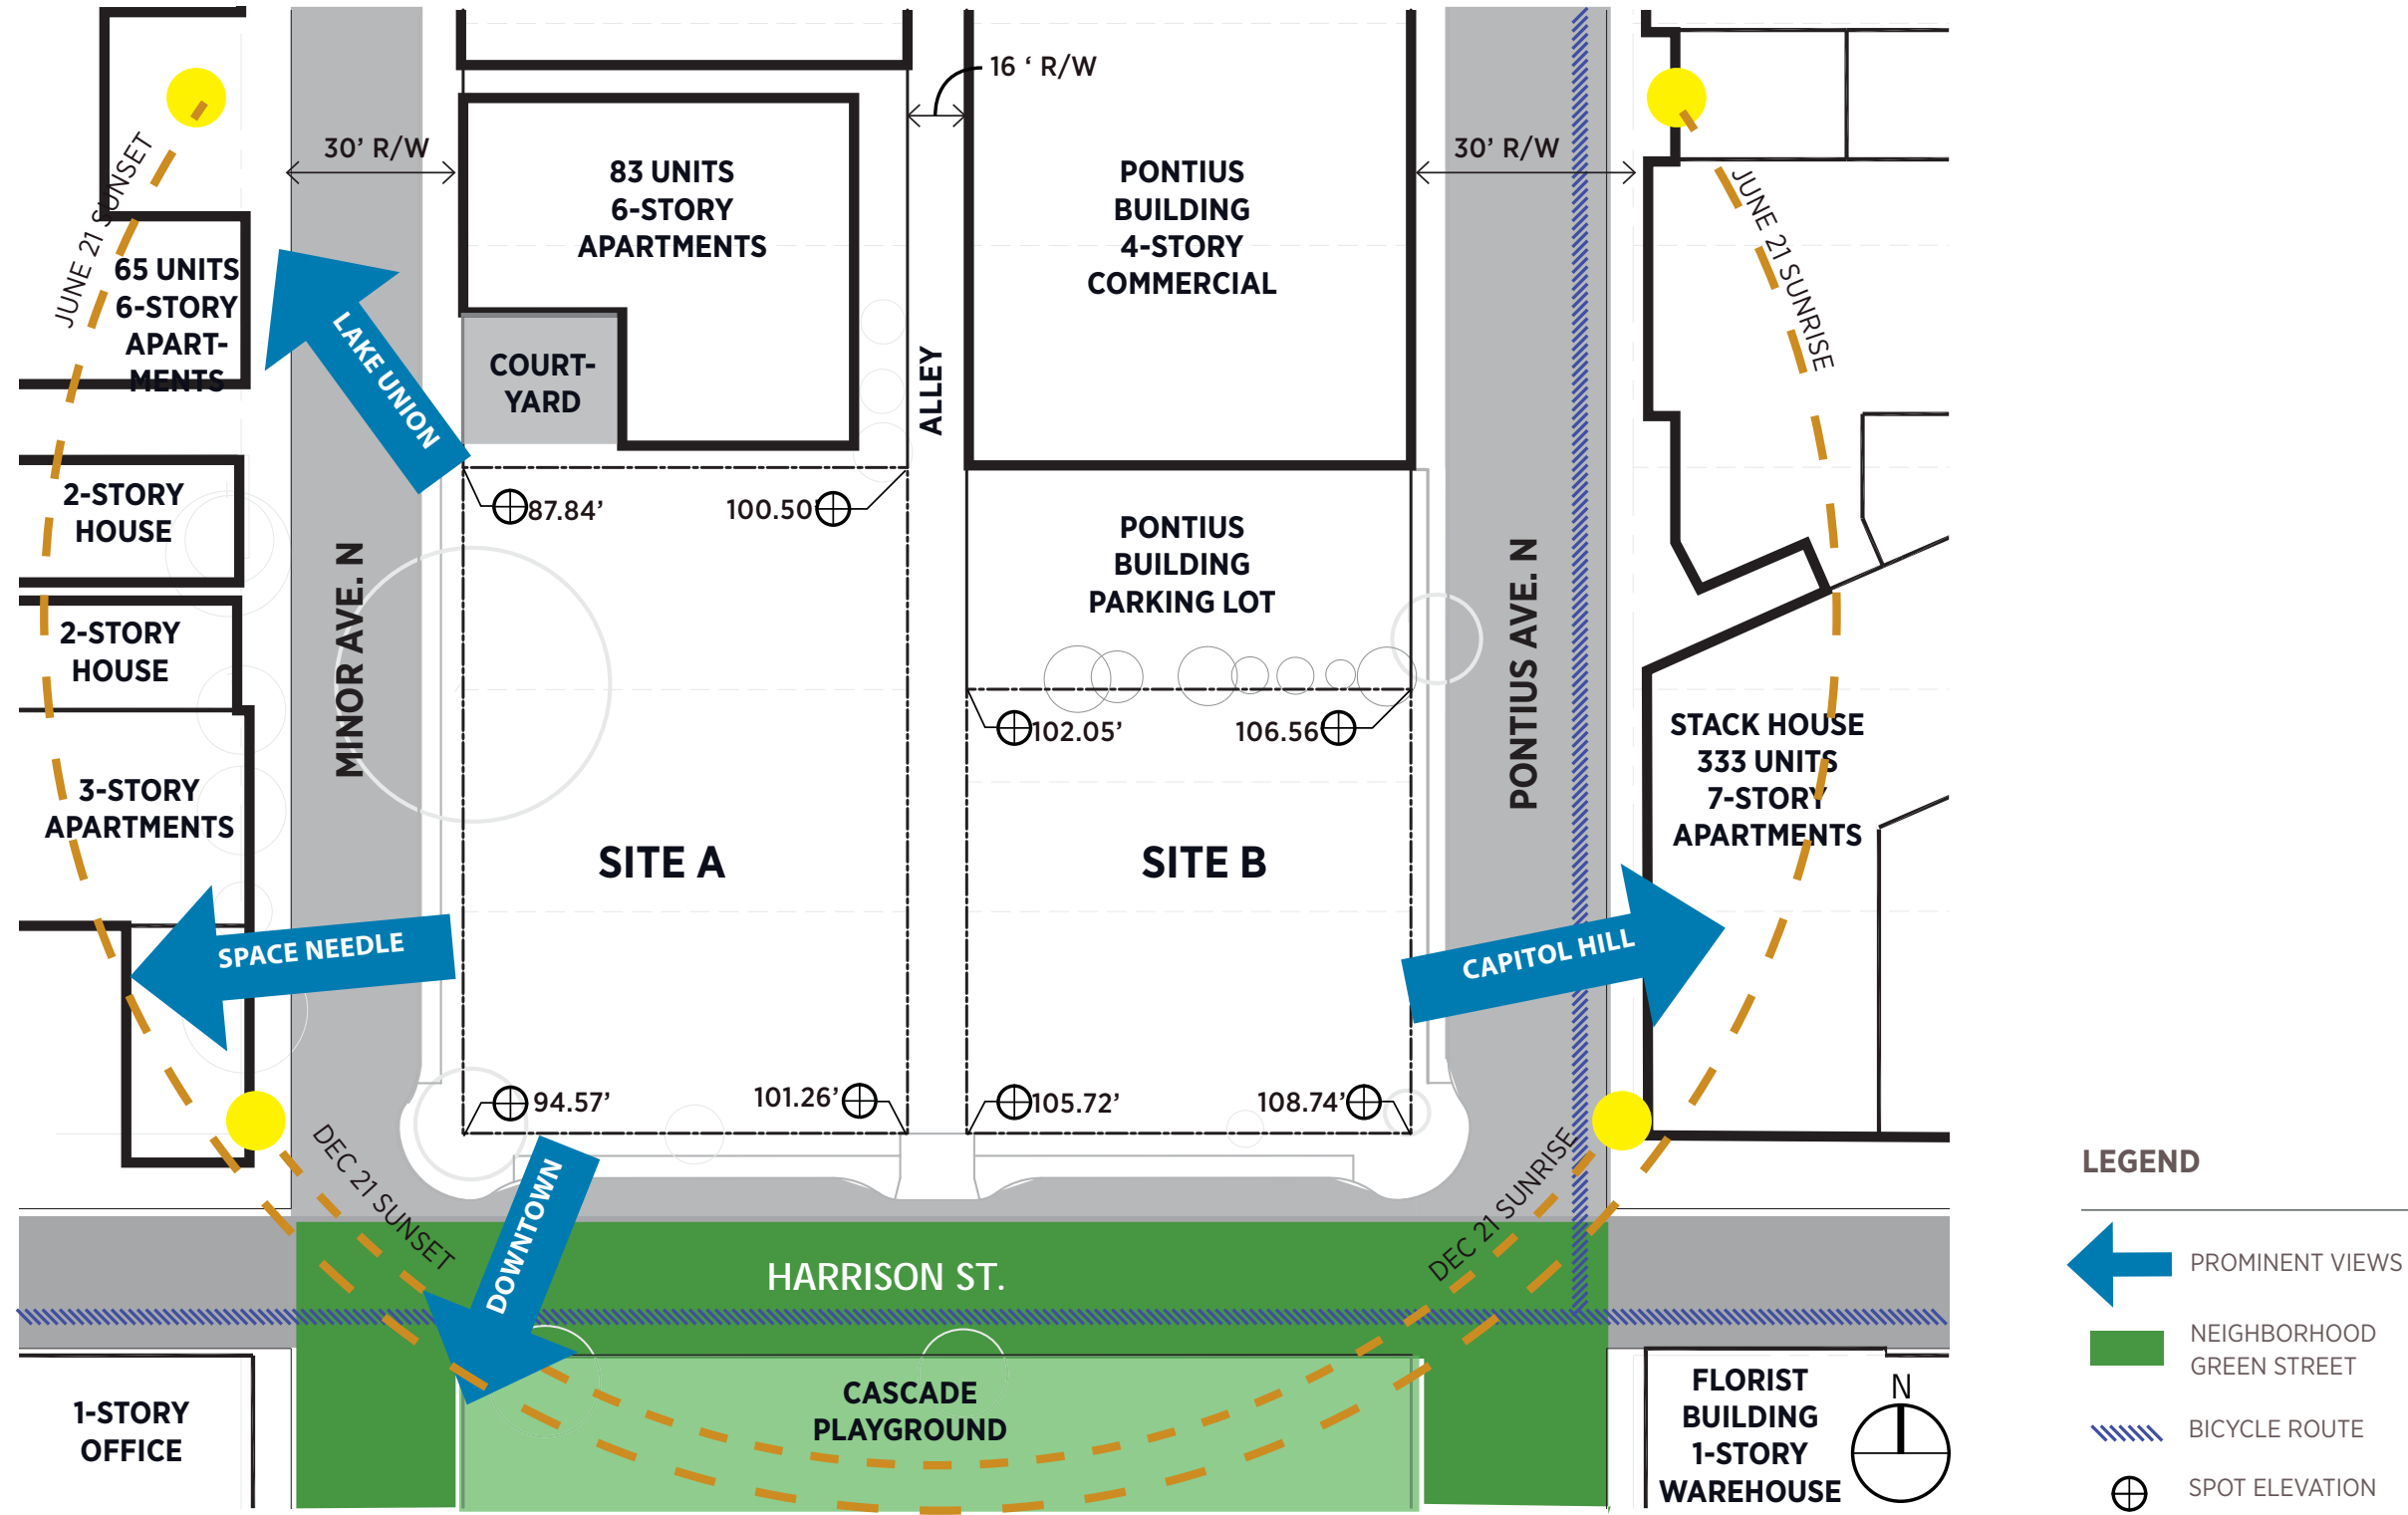 16 ‘ R/W
30’ R/W
30’ R/W
JUNE 21 SUNSET
65 UNITS
6-STORY
APART-
MENTS
83 UNITS
6-STORY
APARTMENTS
COURT-
YARD
ALLEY
PONTIUS
BUILDING
4-STORY
COMMERCIAL
JUNE 21 SUNRISE
LAKE UNION
2-STORY
HOUSE
2-STORY
HOUSE
3-STORY
APARTMENTS
MINOR AVE. N
87.84’
100.50’
PONTIUS
BUILDING
PARKING LOT
102.05’
106.56
PONTIUS AVE. N
STACK HOUSE
333 UNITS
7-STORY
APARTMENTS
SITE A
SITE B
SPACE NEEDLE
CAPITOL HILL
94.57’
101.26’
105.72’
108.74’
DEC 21 SUNSET
DOWNTOWN
DEC 21 SUNRISE
HARRISON ST.
CASCADE
PLAYGROUND
1-STORY
OFFICE
FLORIST
BUILDING
1-STORY
WAREHOUSE
N
LEGEND
PROMINENT VIEWS
NEIGHBORHOOD
GREEN STREET
BICYCLE ROUTE
SPOT ELEVATION